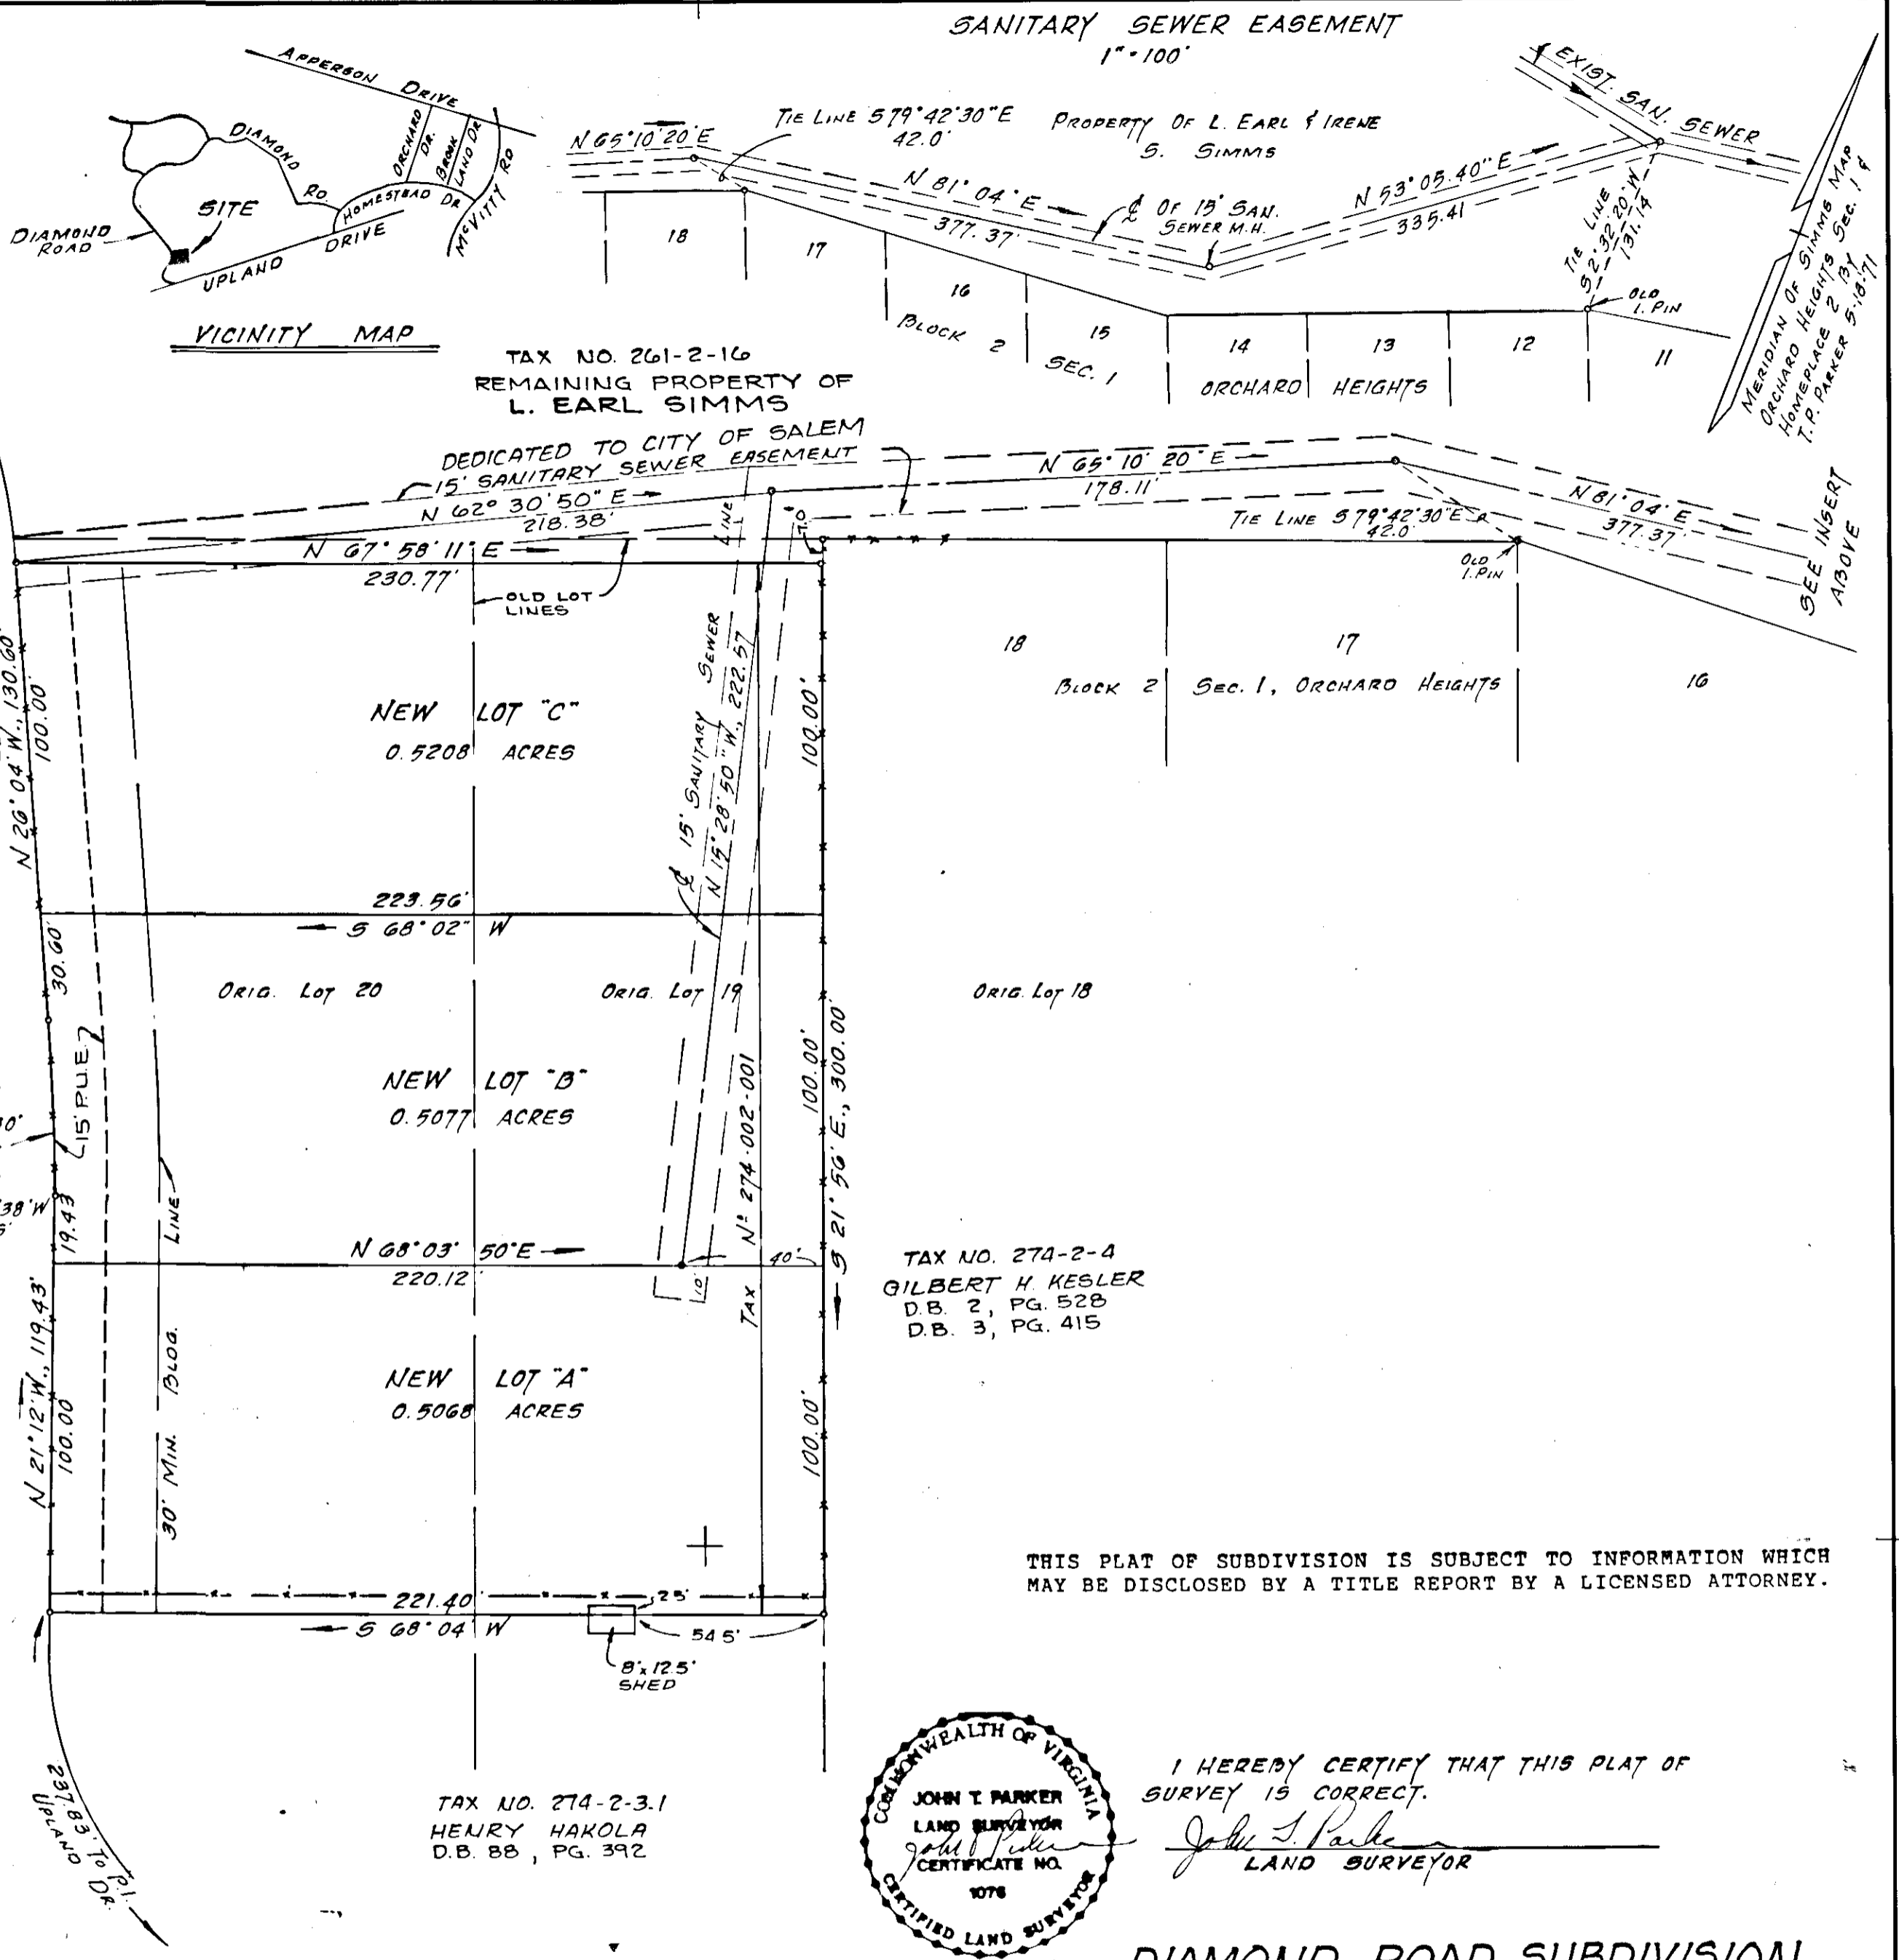 SANITARY SEWER EASEMENT
1"=100'
APPERSON DRIVE
DIAMOND RD.
ORCHARD DR.
BROOK LAND DR
HOMESTEAD DR
McVITTY RD
SITE
DIAMOND ROAD
UPLAND DRIVE
VICINITY MAP
N 65°10'20"E
TIE LINE S79°42'30"E
42.0'
PROPERTY OF L. EARL & IRENE
S. SIMMS
N 81°04'E
377.37'
℄ OF 15' SAN.
SEWER M.H.
N 53°05'40"E
335.41
EXIST. SAN. SEWER
TIE LINE
S 2°32'20"W
131.14
OLD
I. PIN
18
17
16
15
14
13
12
11
BLOCK 2
SEC. 1
ORCHARD HEIGHTS
MERIDIAN OF SIMMS MAP
ORCHARD HEIGHTS SEC. 1 &
HOMEPLACE 2 BY
T.P. PARKER 5-18-71
TAX NO. 261-2-16
REMAINING PROPERTY OF
L. EARL SIMMS
DEDICATED TO CITY OF SALEM
15' SANITARY SEWER EASEMENT
N 62° 30' 50" E
218.38'
N 65° 10' 20" E
178.11'
N 81° 04' E
377.37'
TIE LINE S79°42'30"E
42.0'
OLD
I. PIN
SEE INSERT
ABOVE
N 67° 58' 11" E
230.77'
OLD LOT
LINES
LINE
18
17
16
BLOCK 2
SEC. 1, ORCHARD HEIGHTS
N 26°04'W., 130.60'
100.00'
NEW LOT "C"
0.5208 ACRES
℄ 15' SANITARY SEWER
N 15°28'50"W., 222.57
100.00'
223.56'
S 68°02" W
30.60'
ORIG. LOT 20
ORIG. LOT 19
ORIG. LOT 18
15' P.U.E.
NEW LOT "B"
0.5077 ACRES
100.00'
S 21°56' E., 300.00'
TAX Nº 274-002-001
38'W
19.43
N 68°03' 50"E
220.12'
40'
10'
TAX NO. 274-2-4
GILBERT H. KESLER
D.B. 2, PG. 528
D.B. 3, PG. 415
N 21°12'W., 119.43'
100.00
30' MIN. BLDG. LINE
NEW LOT "A"
0.5068 ACRES
100.00'
221.40'
S 68°04' W
54.5'
8'x12.5'
SHED
THIS PLAT OF SUBDIVISION IS SUBJECT TO INFORMATION WHICH
MAY BE DISCLOSED BY A TITLE REPORT BY A LICENSED ATTORNEY.
237.83' TO P.I.
UPLAND DR.
TAX NO. 274-2-3.1
HENRY HAKOLA
D.B. 88, PG. 392
COMMONWEALTH OF VIRGINIA
JOHN T. PARKER
LAND SURVEYOR
CERTIFICATE NO.
1076
CERTIFIED LAND SURVEYOR
I HEREBY CERTIFY THAT THIS PLAT OF
SURVEY IS CORRECT.
John T. Parker
LAND SURVEYOR
DIAMOND ROAD SUBDIVISION